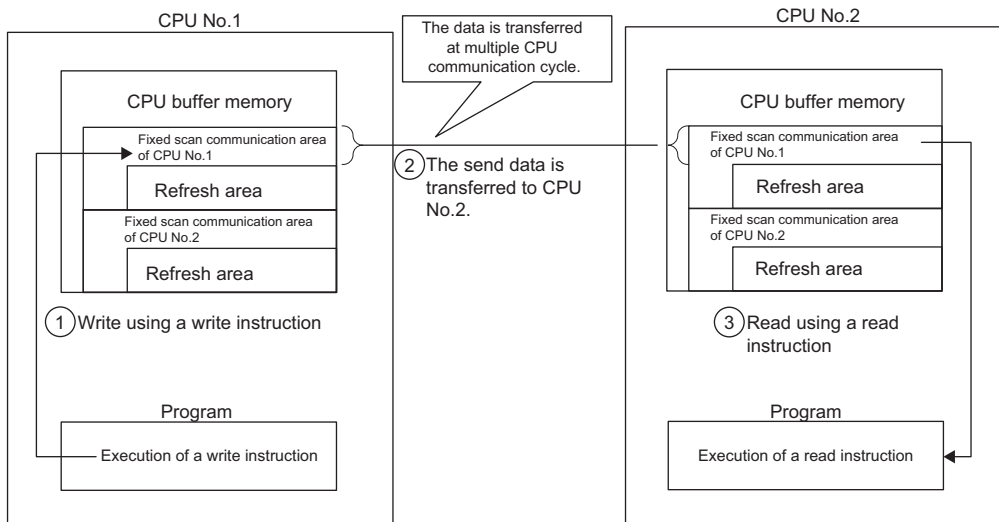 CPU No.1
The data is transferred
at multiple CPU
communication cycle.
CPU No.2
CPU buffer memory
Fixed scan communication area
of CPU No.1
Refresh area
Fixed scan communication area
of CPU No.2
Refresh area
2 The send data is
transferred to CPU
No.2.
CPU buffer memory
Fixed scan communication area
of CPU No.1
Refresh area
Fixed scan communication area
of CPU No.2
Refresh area
1 Write using a write instruction
3 Read using a read
instruction
Program
Execution of a write instruction
Program
Execution of a read instruction